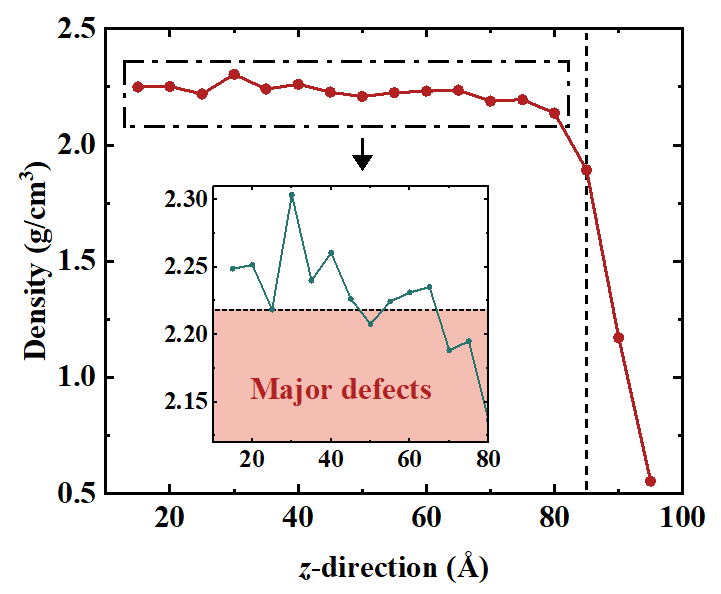 2.5
2.0
1.5
1.0
0.5
Density (g/cm³)
2.30
2.25
2.20
2.15
Major defects
20 40 60 80
20 40 60 80 100
z-direction (Å)